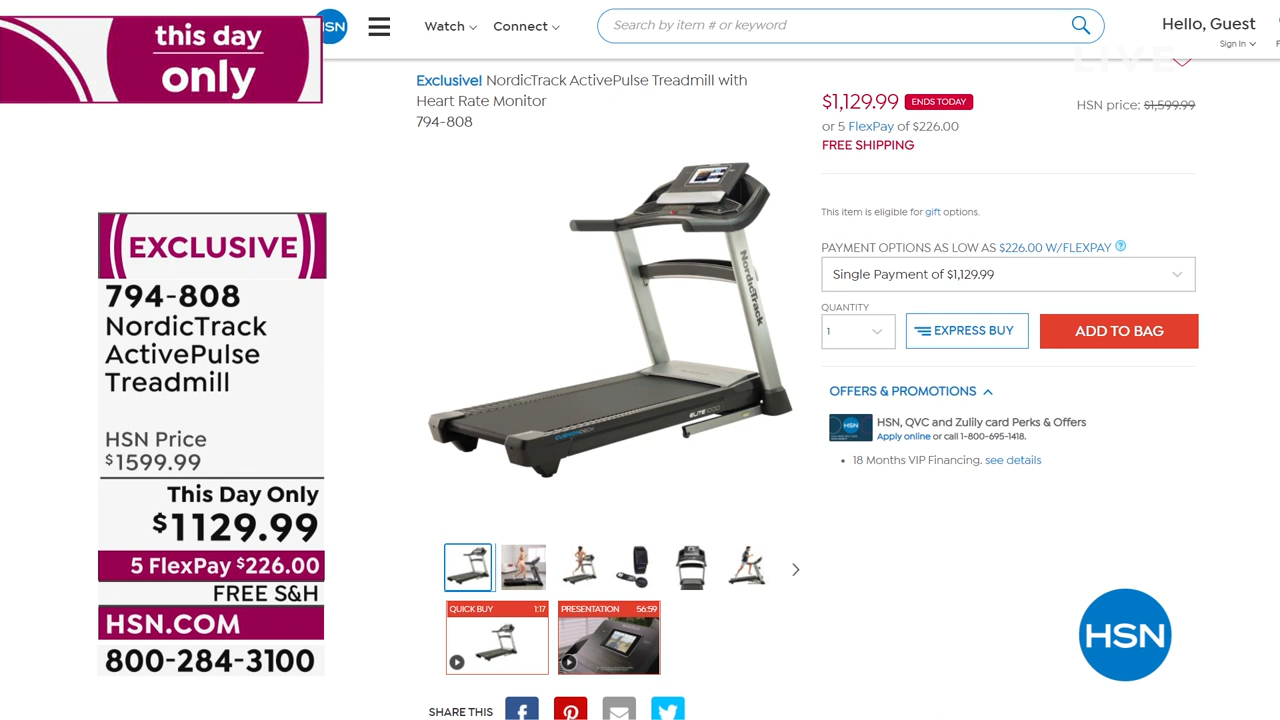 this day
only
HSN
Watch
Connect
Search by item # or keyword
Hello, Guest
Sign In
LIVE
Exclusive! NordicTrack ActivePulse Treadmill with
Heart Rate Monitor
794-808
$1,129.99 ENDS TODAY
HSN price: $1,599.99
or 5 FlexPay of $226.00
FREE SHIPPING
This item is eligible for gift options.
PAYMENT OPTIONS AS LOW AS $226.00 W/FLEXPAY ?
Single Payment of $1,129.99
QUANTITY
1
EXPRESS BUY
ADD TO BAG
OFFERS & PROMOTIONS
HSN
HSN, QVC and Zulily card Perks & Offers
Apply online or call 1-800-695-1418.
• 18 Months VIP Financing. see details
NordicTrack
ELITE 1000
EXCLUSIVE
794-808
NordicTrack
ActivePulse
Treadmill
HSN Price
$1599.99
This Day Only
$1129.99
5 FlexPay $226.00
FREE S&H
HSN.COM
800-284-3100
QUICK BUY 1:17
PRESENTATION 56:59
HSN
SHARE THIS